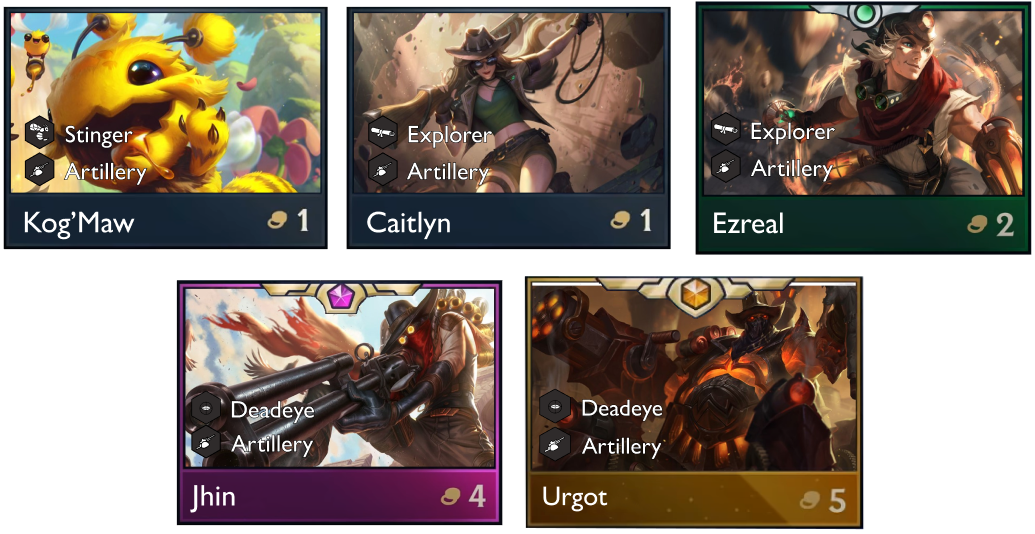 Stinger
Artillery
Kog'Maw
1
Explorer
Artillery
Caitlyn
1
Explorer
Artillery
Ezreal
2
Deadeye
Artillery
Jhin
4
Deadeye
Artillery
Urgot
5